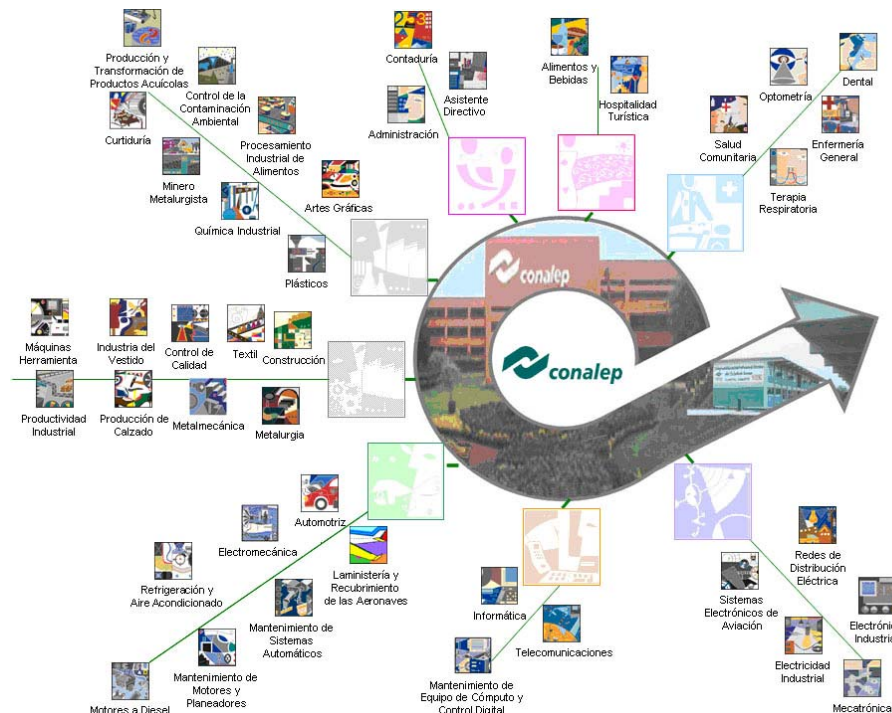 Producción y
Transformación de
Productos Acuícolas
Control de la
Contaminación
Ambiental
Curtiduría
Procesamiento
Industrial de
Alimentos
Minero
Metalurgista
Artes Gráficas
Química Industrial
Plásticos
Contaduría
Asistente
Directivo
Administración
Alimentos y
Bebidas
Hospitalidad
Turística
Optometría
Dental
Salud
Comunitaria
Enfermería
General
Terapia
Respiratoria
conalep
conalep
Máquinas
Herramienta
Industria del
Vestido
Control de
Calidad
Textil
Construcción
Productividad
Industrial
Producción de
Calzado
Metalmecánica
Metalurgia
Automotriz
Electromecánica
Laministería y
Recubrimiento
de las Aeronaves
Refrigeración y
Aire Acondicionado
Mantenimiento de
Sistemas
Automáticos
Mantenimiento de
Motores y
Planeadores
Motores a Diesel
Informática
Telecomunicaciones
Mantenimiento de
Equipo de Cómputo y
Control Digital
Redes de
Distribución
Eléctrica
Sistemas
Electrónicos de
Aviación
Electricidad
Industrial
Mecatrónica